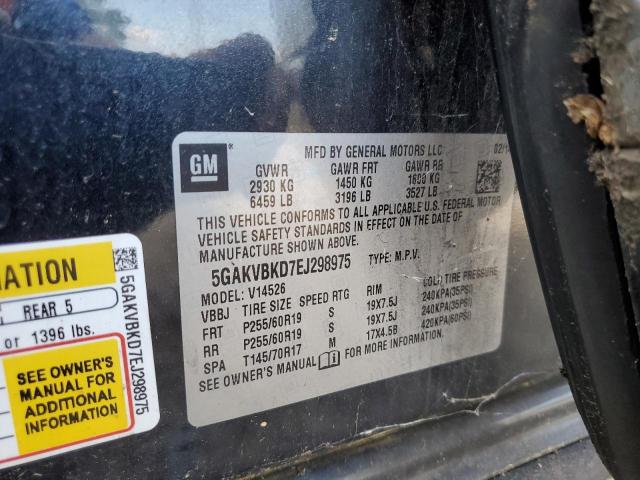 GM
MFD BY GENERAL MOTORS LLC 02/1
GVWR GAWR FRT GAWR RR
2930 KG 1450 KG 1600 KG
6459 LB 3196 LB 3527 LB
THIS VEHICLE CONFORMS TO ALL APPLICABLE U.S. FEDERAL MOTOR
VEHICLE SAFETY STANDARDS IN EFFECT ON THE DATE OF
MANUFACTURE SHOWN ABOVE.
5GAKVBKD7EJ298975 TYPE: M.P.V.
MODEL: V14526
VBBJ TIRE SIZE SPEED RTG RIM COLD TIRE PRESSURE
FRT P255/60R19 S 19X7.5J 240KPA(35PSI)
RR P255/60R19 S 19X7.5J 240KPA(35PSI)
SPA T145/70R17 M 17X4.5B 420KPA(60PSI)
SEE OWNER'S MANUAL FOR MORE INFORMATION.
MATION
REAR 5
or 1396 lbs.
SEE OWNER'S
MANUAL FOR
ADDITIONAL
INFORMATION
5GAKVBKD7EJ298975